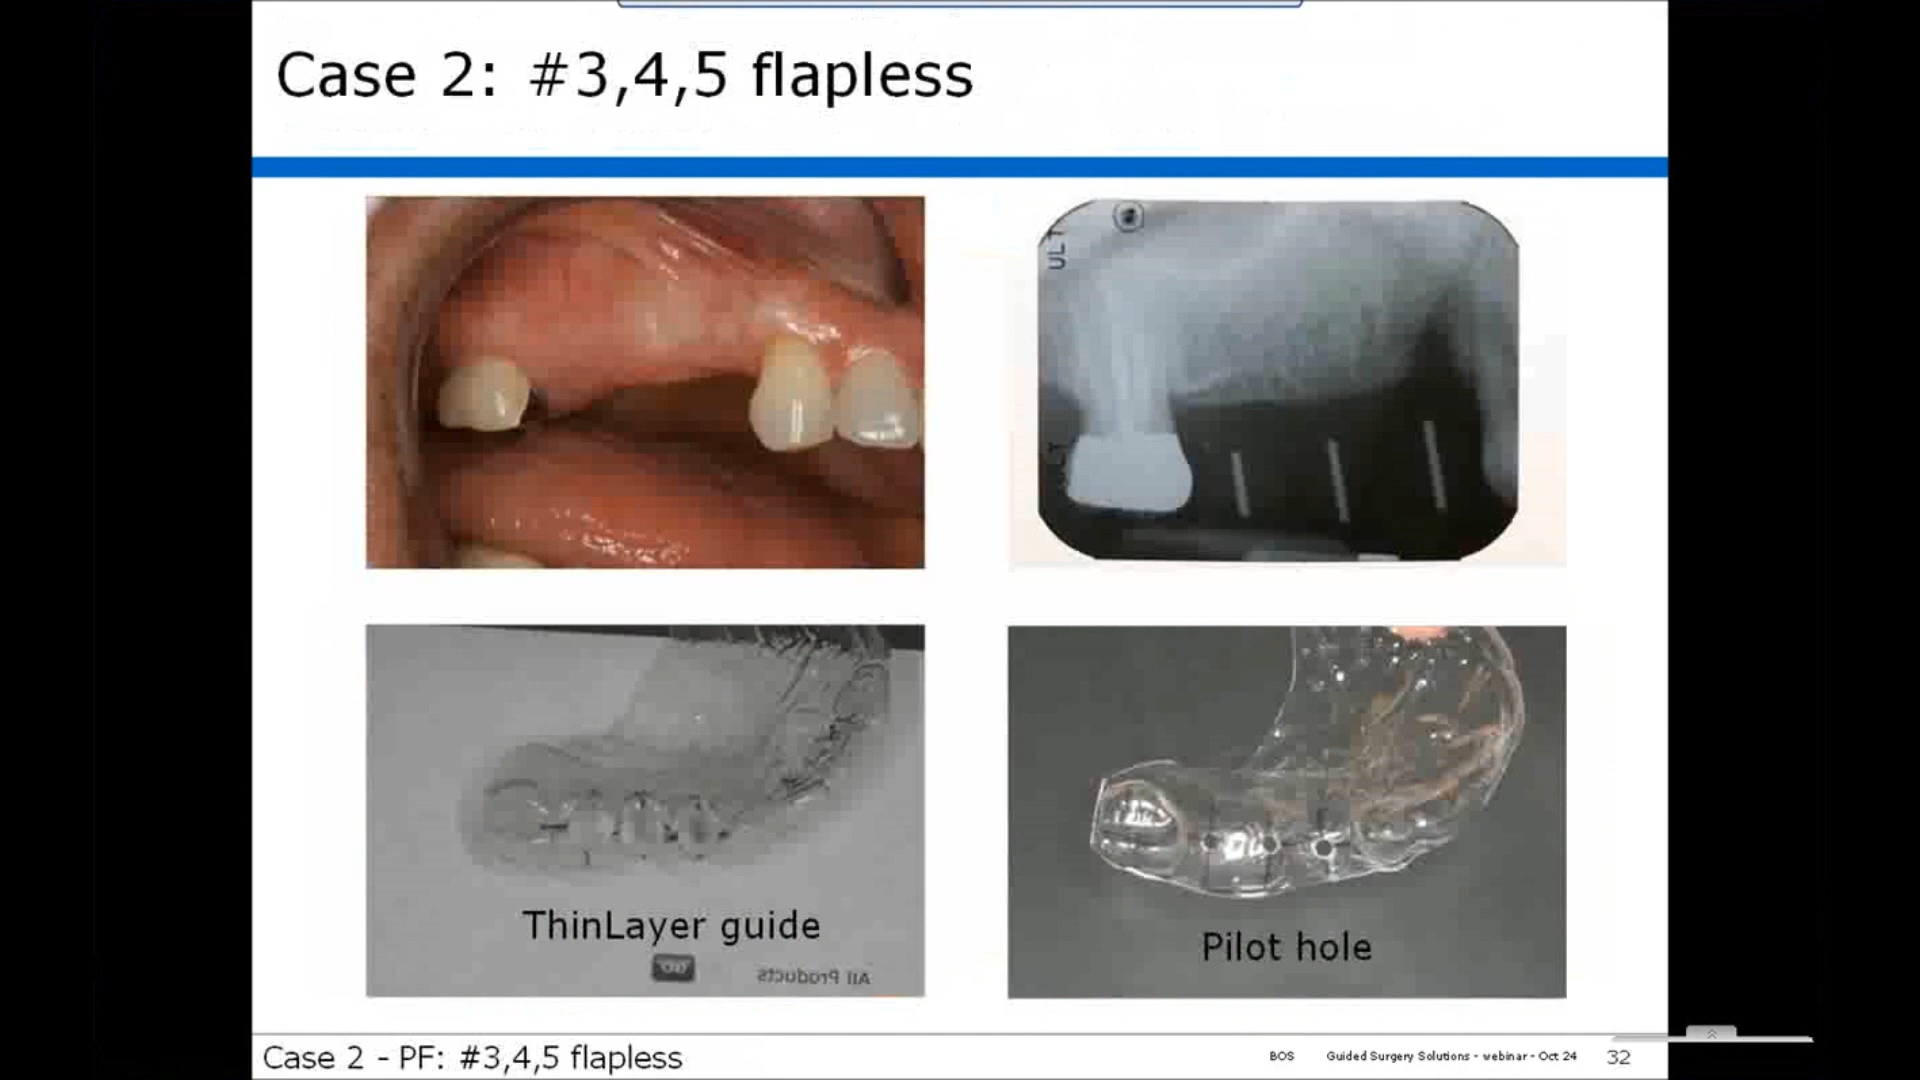 Case 2: #3,4,5 flapless
ULT
ThinLayer guide
All Products
Pilot hole
Case 2 - PF: #3,4,5 flapless
BOS Guided Surgery Solutions - webinar - Oct 24 32